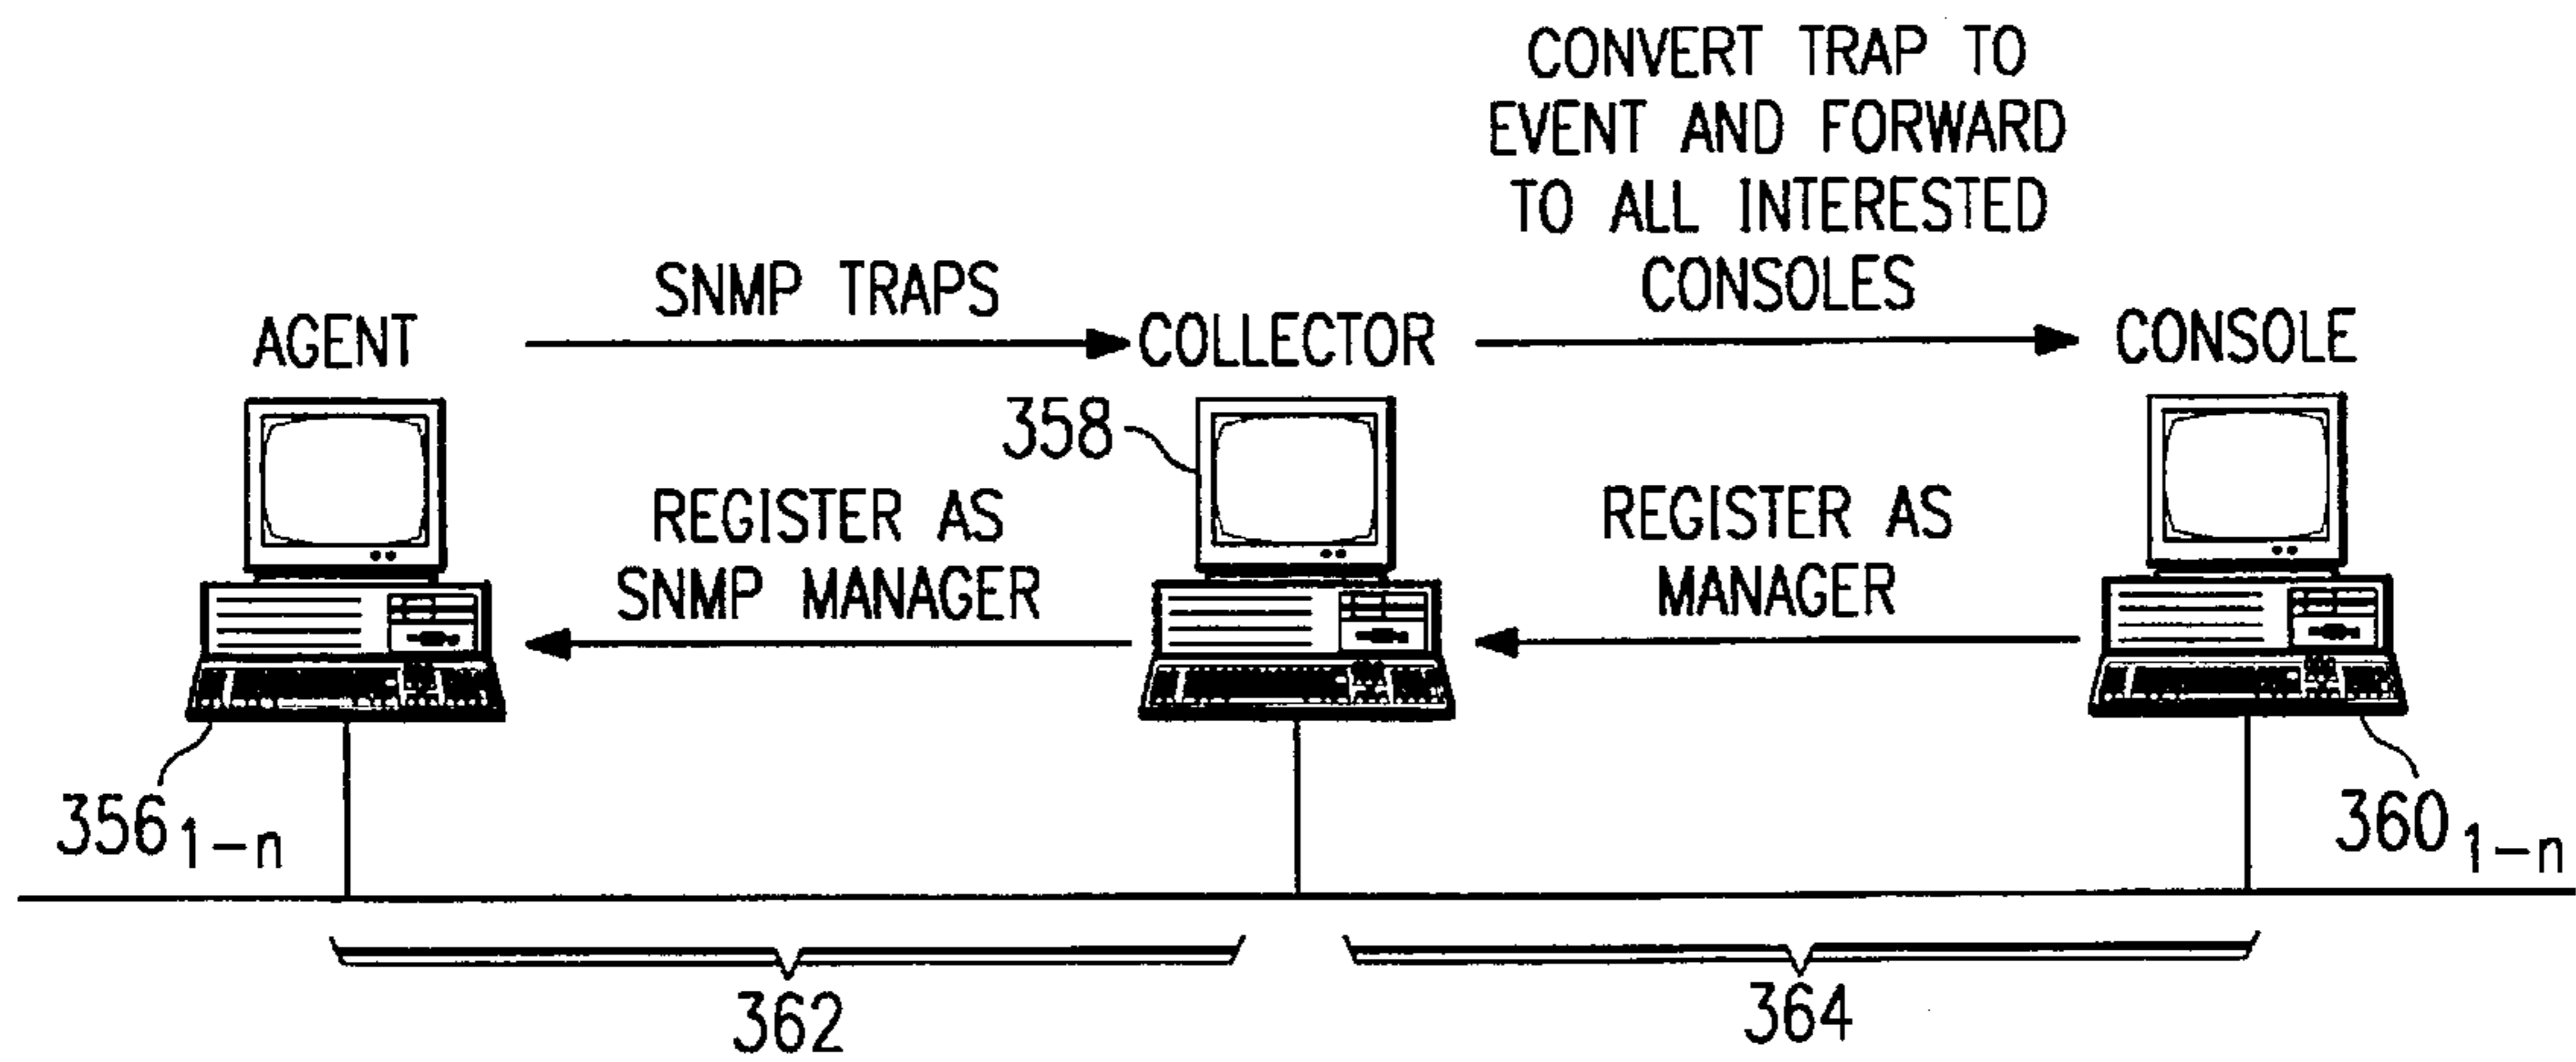 CONVERT TRAP TO
EVENT AND FORWARD
TO ALL INTERESTED
CONSOLES
SNMP TRAPS
AGENT
COLLECTOR
CONSOLE
358
REGISTER AS
SNMP MANAGER
REGISTER AS
MANAGER
356 1-n
360 1-n
362
364